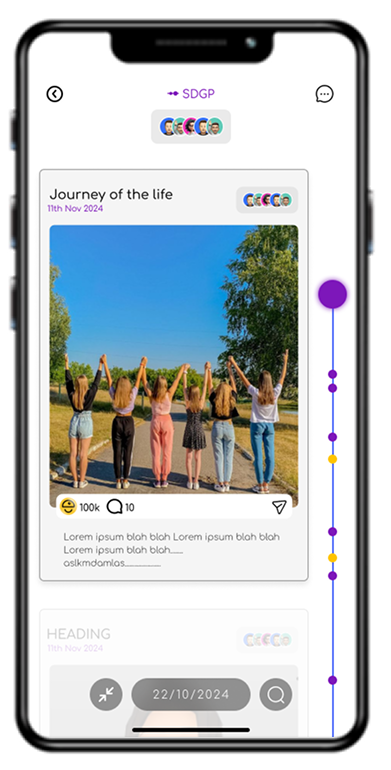 SDGP
Journey of the life
11th Nov 2024
100k 10
Lorem ipsum blah blah Lorem ipsum blah blah
Lorem ipsum blah blah.......
aslkmdamlas....................
HEADING
11th Nov 2024
22/10/2024